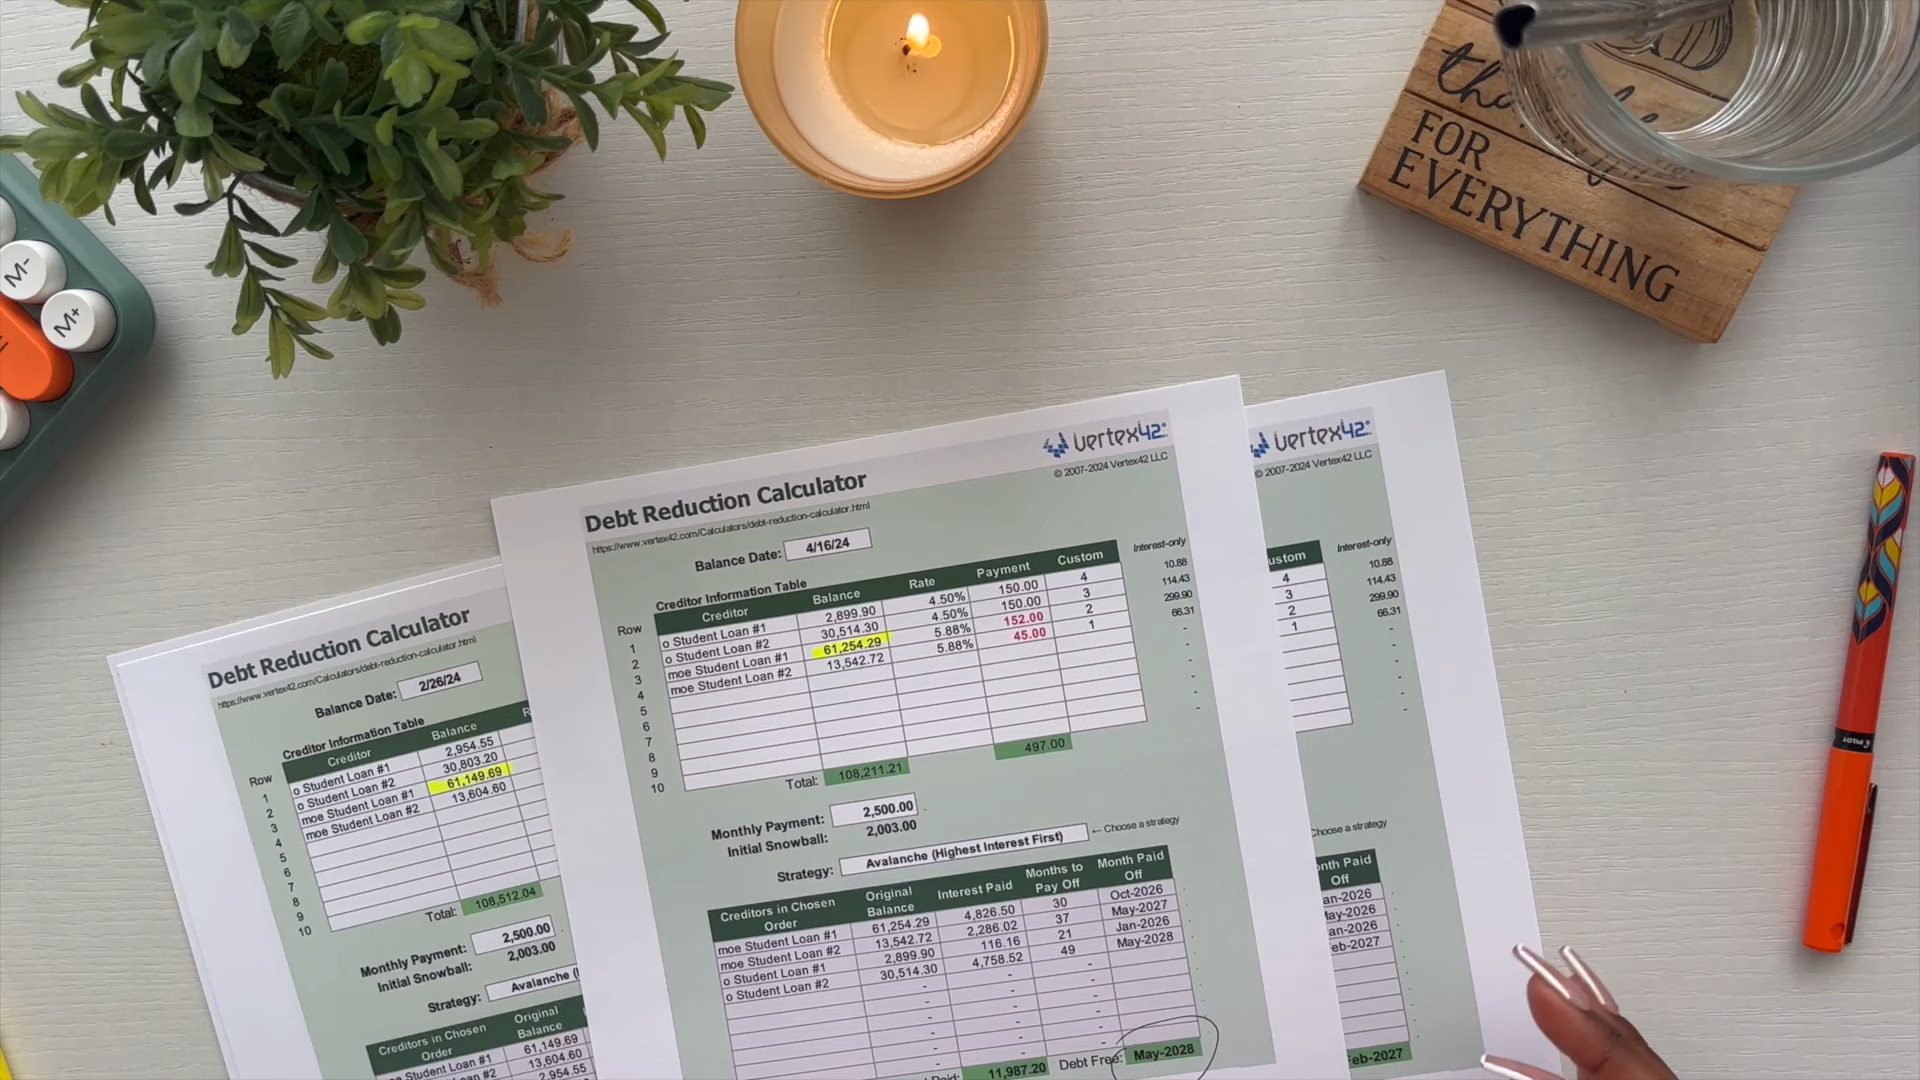 M-
M+
FOR
EVERYTHING
PILOT
Debt Reduction Calculator
https://www.vertex42.com/Calculators/debt-reduction-calculator.html
Balance Date: 2/26/24
Creditor Information Table
Row Creditor Balance
1 o Student Loan #1 2,954.55
2 o Student Loan #2 30,803.20
3 moe Student Loan #1 61,149.69
4 moe Student Loan #2 13,604.60
5
6
7
8
9
10
Total: 108,512.04
Monthly Payment: 2,500.00
Initial Snowball: 2,003.00
Strategy: Avalanche
Creditors in Chosen Order Original Balance
moe Student Loan #1 61,149.69
13,604.60
2,954.55
vertex42
© 2007-2024 Vertex42 LLC
Debt Reduction Calculator
https://www.vertex42.com/Calculators/debt-reduction-calculator.html
Balance Date: 4/16/24
Creditor Information Table
Row Creditor Balance Rate Payment Custom Interest-only
1 o Student Loan #1 2,899.90 4.50% 150.00 4 10.88
2 o Student Loan #2 30,514.30 4.50% 150.00 3 114.43
3 moe Student Loan #1 61,254.29 5.88% 152.00 2 299.90
4 moe Student Loan #2 13,542.72 5.88% 45.00 1 66.31
5
6
7
8
9
10
Total: 108,211.21 497.00
Monthly Payment: 2,500.00
Initial Snowball: 2,003.00
Strategy: Avalanche (Highest Interest First) ← Choose a strategy
Creditors in Chosen Order Original Balance Interest Paid Months to Pay Off Month Paid Off
moe Student Loan #1 61,254.29 4,826.50 30 Oct-2026
moe Student Loan #2 13,542.72 2,286.02 37 May-2027
o Student Loan #1 2,899.90 116.16 21 Jan-2026
o Student Loan #2 30,514.30 4,758.52 49 May-2028
11,987.20 Debt Free: May-2028
vertex42
© 2007-2024 Vertex42 LLC
ustom Interest-only
4 10.88
3 114.43
2 299.90
1 66.31
Choose a strategy
onth Paid
Off
an-2026
May-2026
an-2026
eb-2027
Feb-2027